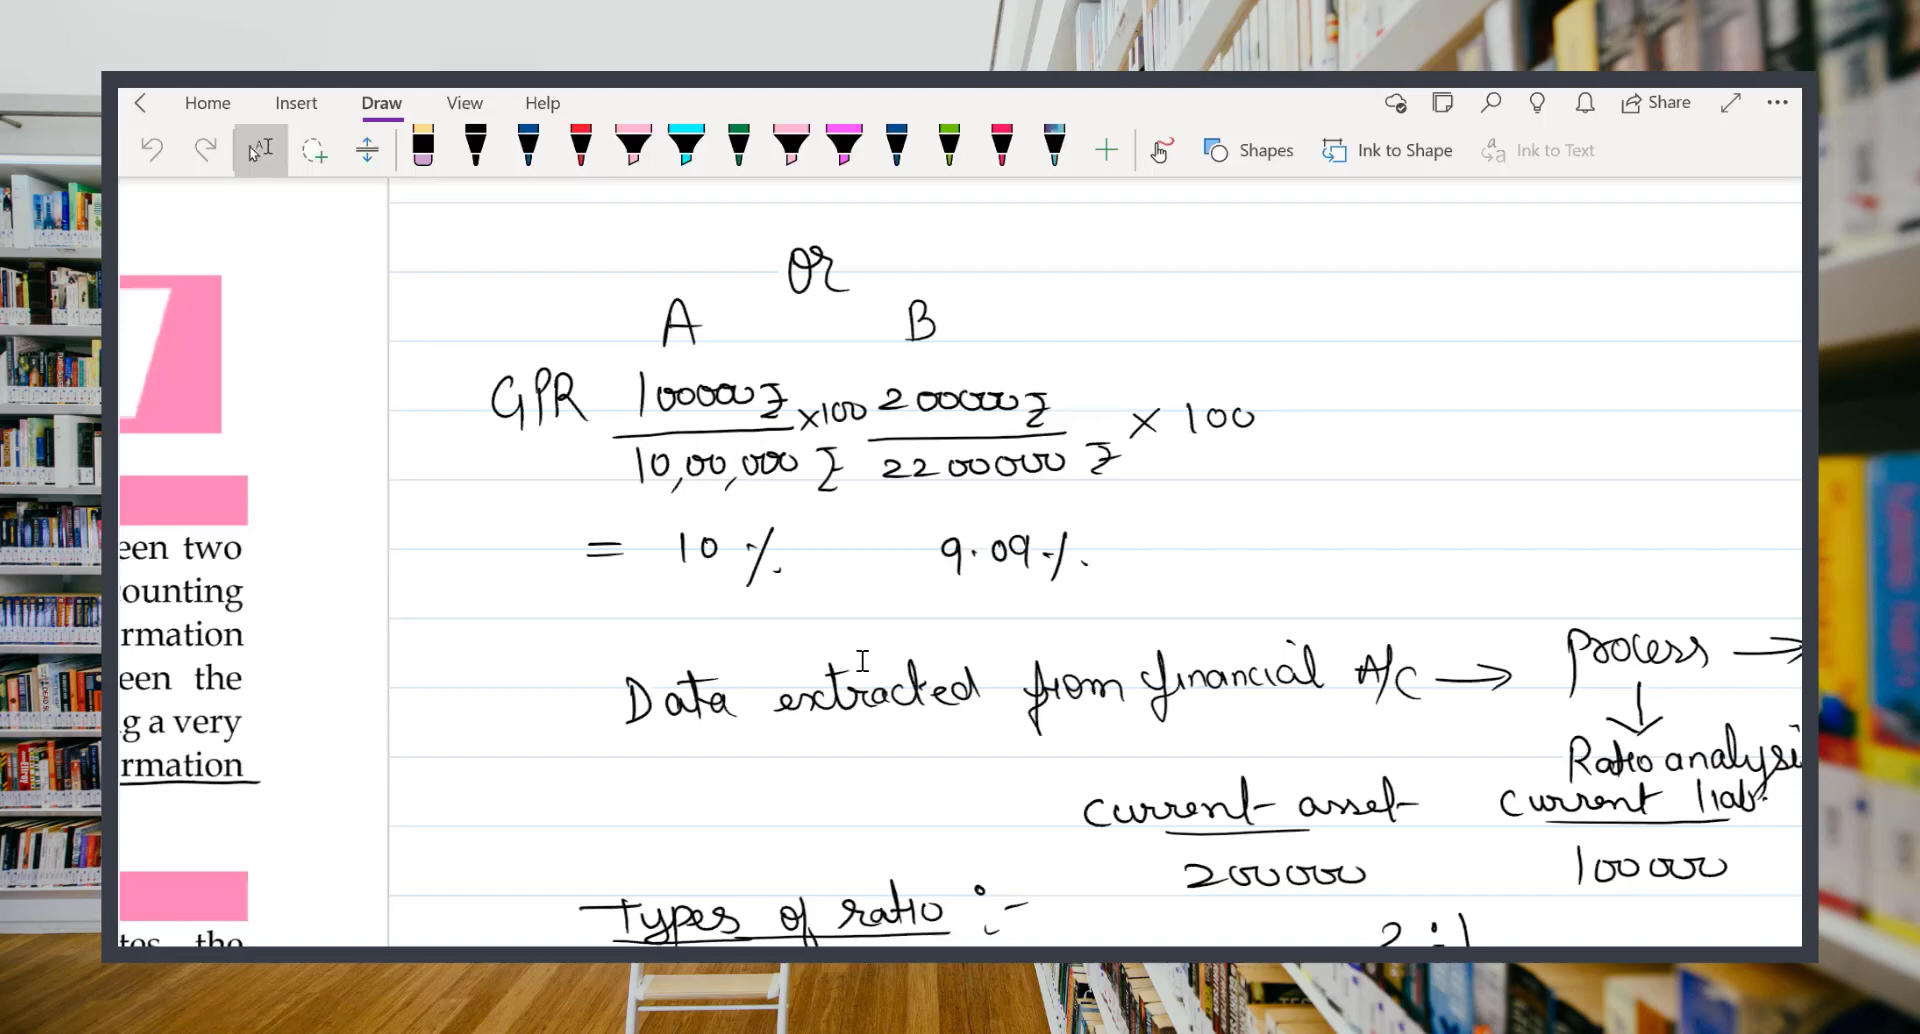 Home Insert Draw View Help Share
Shapes Ink to Shape Ink to Text
or
A B
GPR 100000 ₹ ×100 200000 ₹ × 100
10,00,000 ₹ 2200000 ₹
= 10 % 9.09 %
een two
ounting
rmation
een the
g a very
rmation
Data extracted from financial A/C → process →
↓
Ratio analysi
current asset current liab.
200000 100000
Types of ratio :-
2:1
tes the